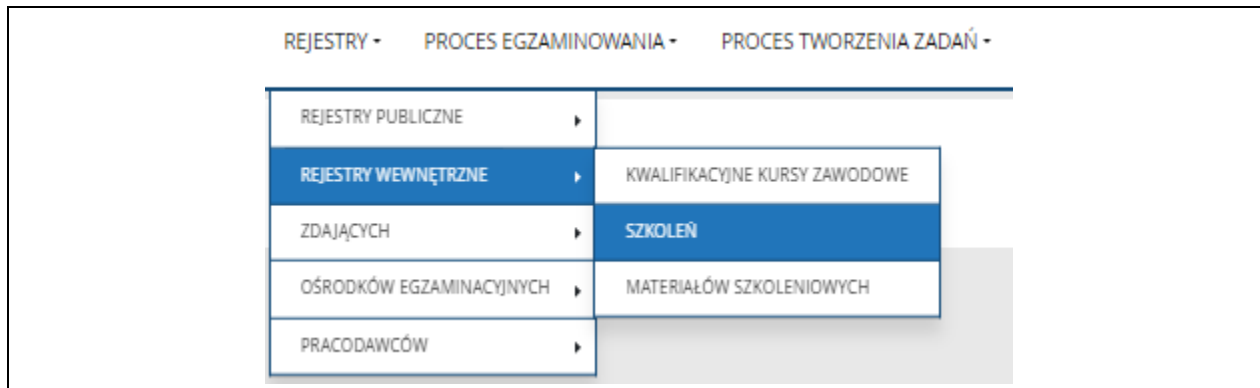 REJESTRY PROCES EGZAMINOWANIA PROCES TWORZENIA ZADAŃ
REJESTRY PUBLICZNE
REJESTRY WEWNĘTRZNE KWALIFIKACYJNE KURSY ZAWODOWE
ZDAJĄCYCH SZKOLEŃ
OŚRODKÓW EGZAMINACYJNYCH MATERIAŁÓW SZKOLENIOWYCH
PRACODAWCÓW